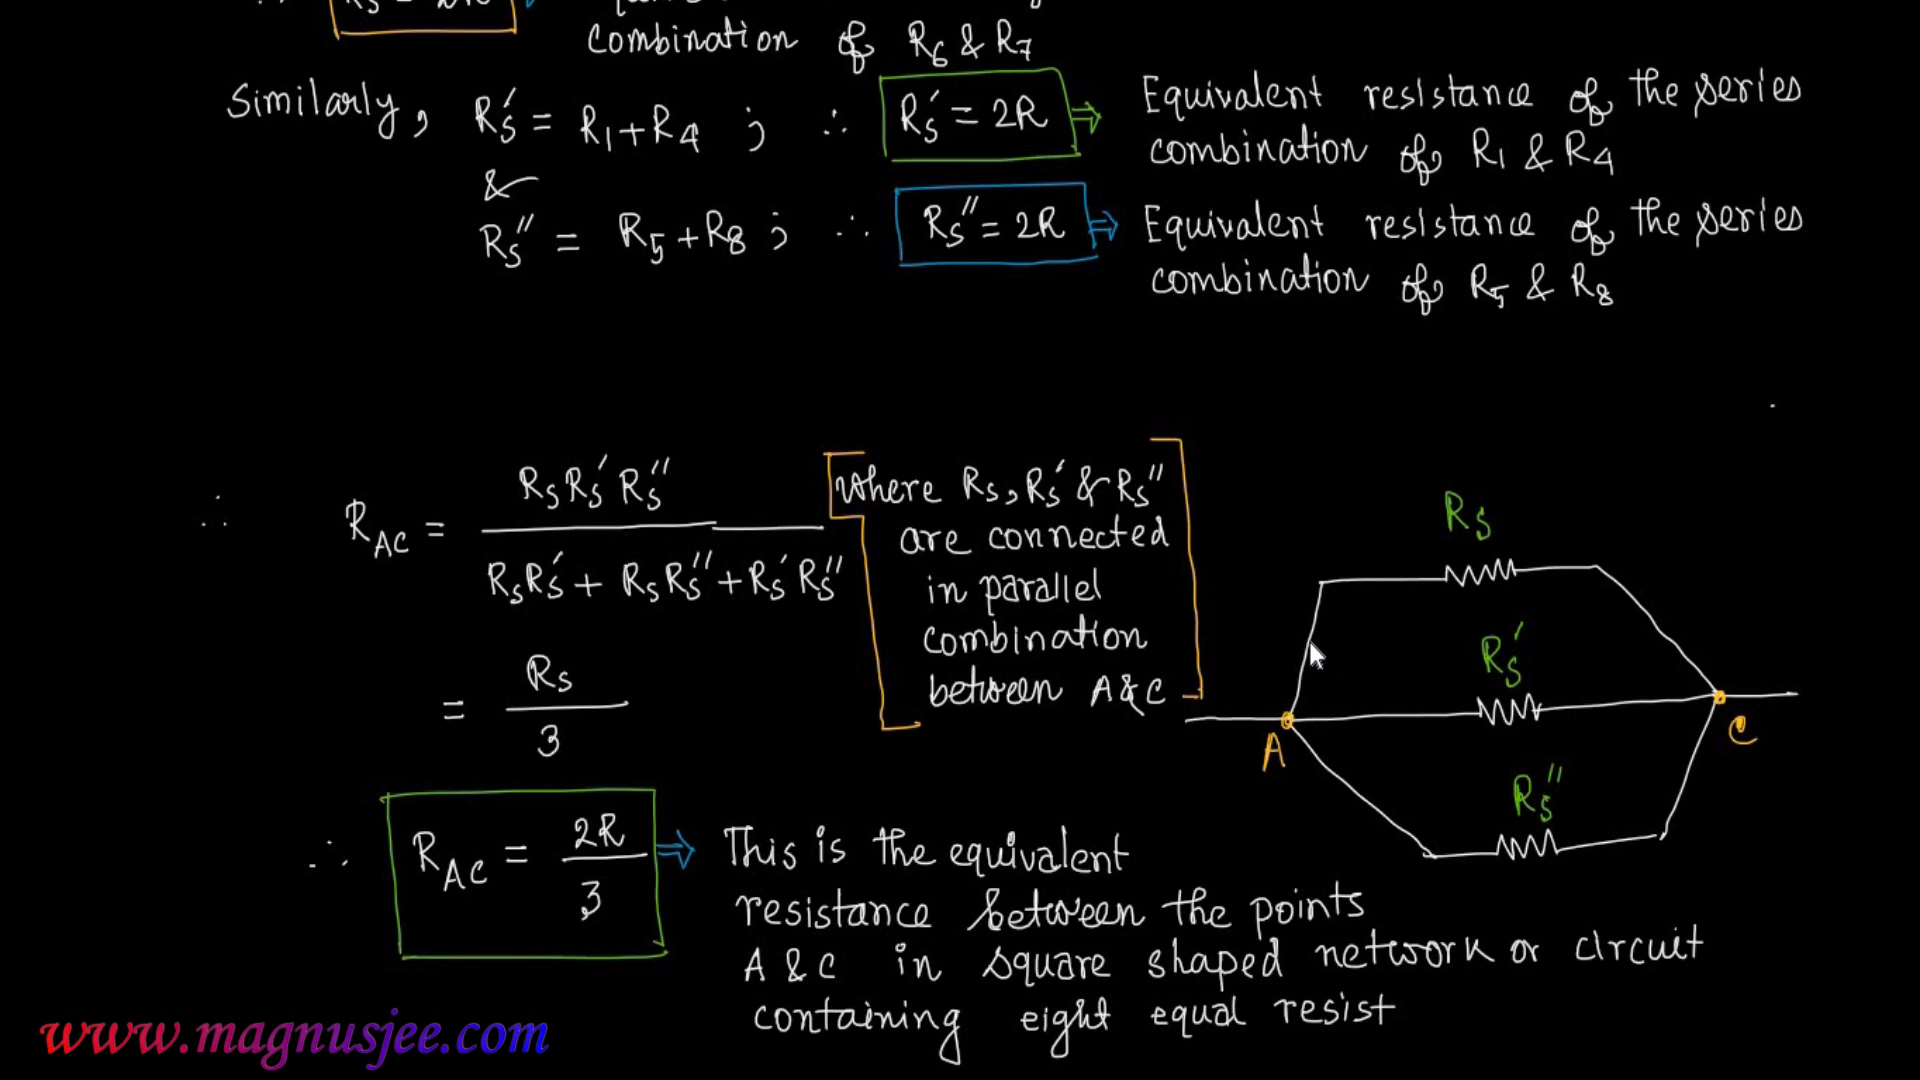 combination of R₆ & R₇
Similarly, Rₛ′ = R₁+R₄ ; ∴ Rₛ′ = 2R ⇒ Equivalent resistance of the series
combination of R₁ & R₄
&
Rₛ″ = R₅+R₈ ; ∴ Rₛ″ = 2R ⇒ Equivalent resistance of the series
combination of R₅ & R₈
∴ R_AC = RₛRₛ′Rₛ″ / (RₛRₛ′ + RₛRₛ″ + Rₛ′Rₛ″)
[where Rₛ, Rₛ′ & Rₛ″
are connected
in parallel
combination
between A & C]
= Rₛ / 3
Rₛ
Rₛ′
A
C
Rₛ″
∴ R_AC = 2R / 3 ⇒ This is the equivalent
resistance between the points
A & C in square shaped network or circuit
containing eight equal resist
www.magnusjee.com